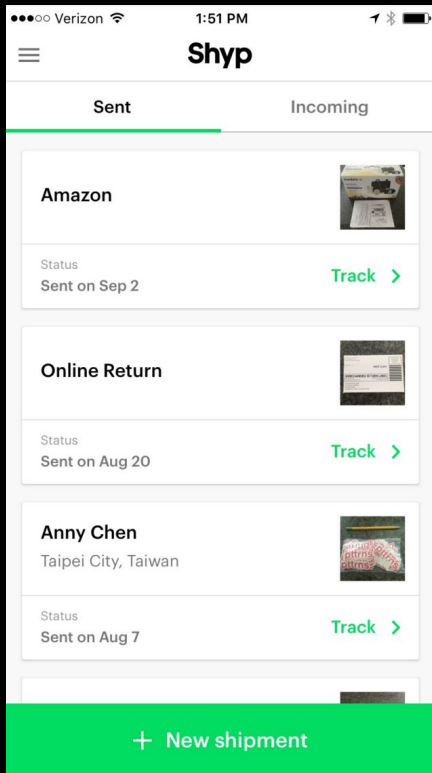 Verizon 1:51 PM
Shyp
Sent Incoming
Amazon
Status
Sent on Sep 2
Track
Online Return
Status
Sent on Aug 20
Track
Anny Chen
Taipei City, Taiwan
pttrns
Status
Sent on Aug 7
Track
+ New shipment